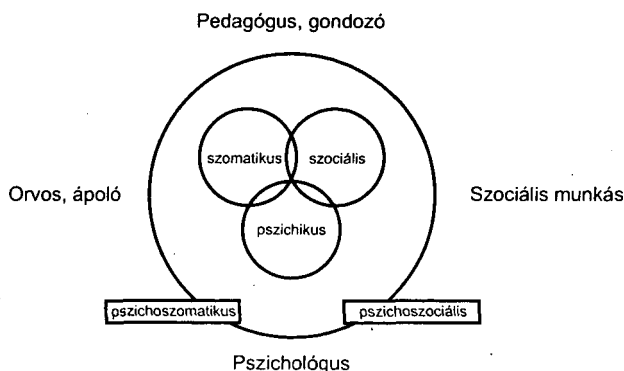 Pedagógus, gondozó
szomatikus
szociális
Orvos, ápoló
Szociális munkás
pszichikus
pszichoszomatikus
pszichoszociális
Pszichológus